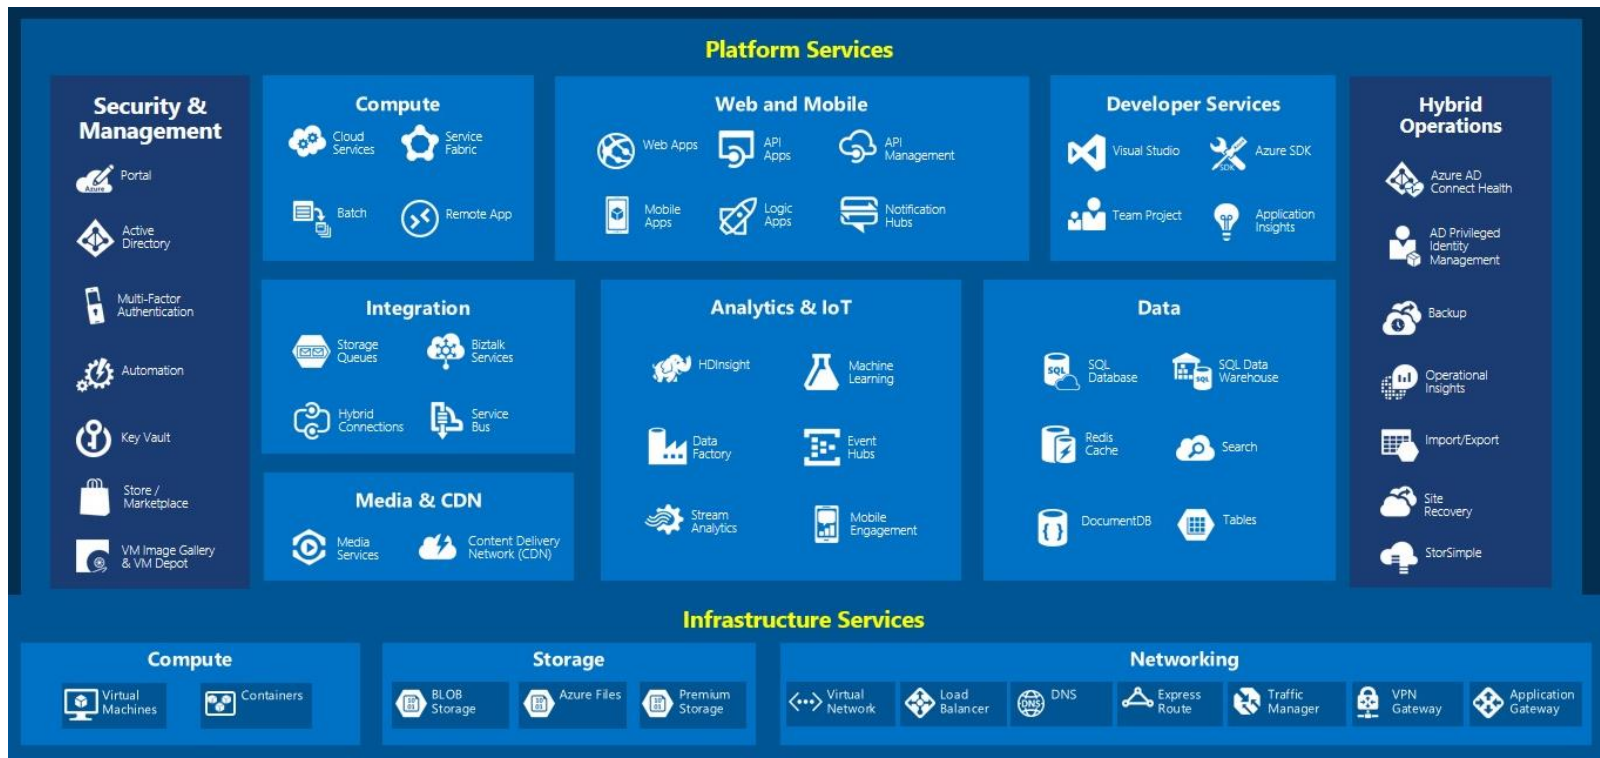 Platform Services
Security &
Management
Portal
Azure
Active
Directory
Multi-Factor
Authentication
Automation
Key Vault
Store /
Marketplace
VM Image Gallery
& VM Depot
Compute
Cloud
Services
Service
Fabric
Batch
Remote App
Web and Mobile
Web Apps
API
Apps
API
Management
Mobile
Apps
Logic
Apps
Notification
Hubs
Developer Services
Visual Studio
Azure SDK
SDK
Team Project
Application
Insights
Hybrid
Operations
Azure AD
Connect Health
AD Privileged
Identity
Management
Backup
Operational
Insights
Import/Export
Site
Recovery
StorSimple
Integration
Storage
Queues
Biztalk
Services
Hybrid
Connections
Service
Bus
Media & CDN
Media
Services
Content Delivery
Network (CDN)
Analytics & IoT
HDInsight
Machine
Learning
Data
Factory
Event
Hubs
Stream
Analytics
Mobile
Engagement
Data
SQL
SQL
Database
SQL
SQL Data
Warehouse
Redis
Cache
Search
{ }
DocumentDB
Tables
Infrastructure Services
Compute
Virtual
Machines
Containers
Storage
BLOB
Storage
Azure Files
Premium
Storage
Networking
Virtual
Network
Load
Balancer
DNS
DNS
Express
Route
Traffic
Manager
VPN
Gateway
Application
Gateway